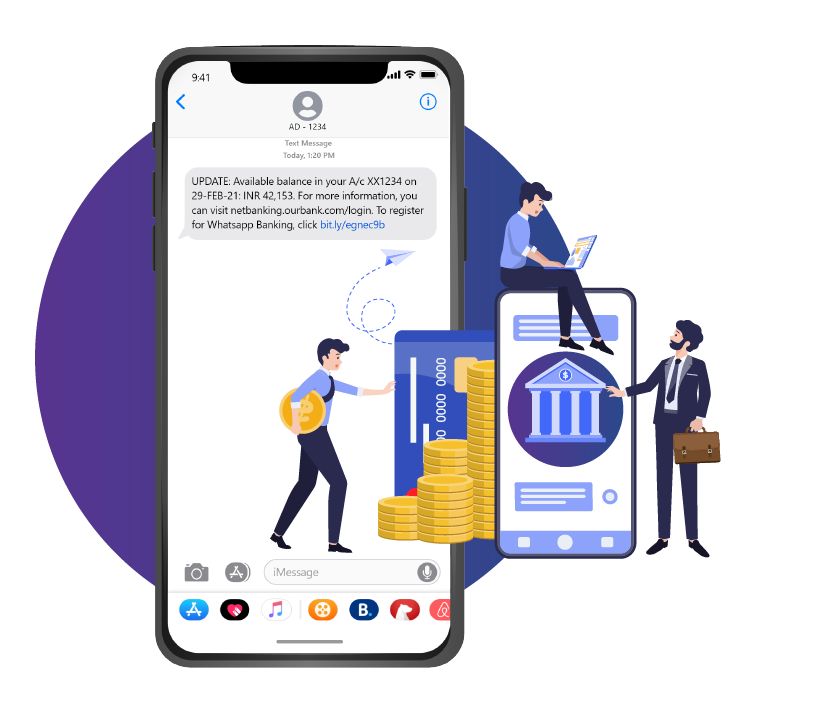 9:41
AD - 1234
Text Message
Today, 1:20 PM
UPDATE: Available balance in your A/c XX1234 on
29-FEB-21: INR 42,153. For more information, you
can visit netbanking.ourbank.com/login. To register
for Whatsapp Banking, click bit.ly/egnec9b
0000 0000
$
iMessage
B.